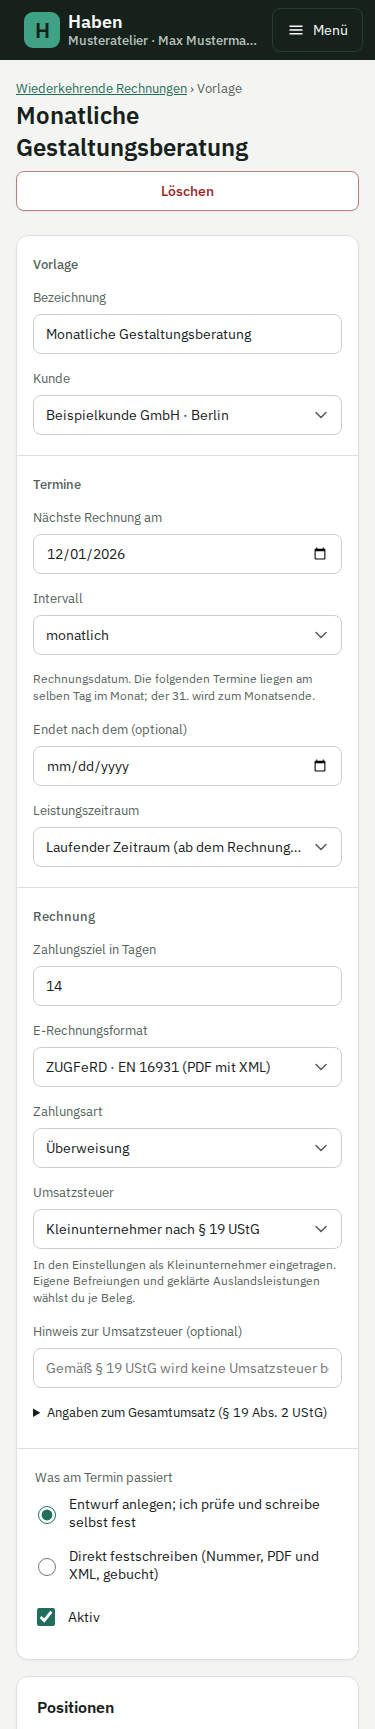 H
Haben
Musteratelier · Max Musterma...
Menü
Wiederkehrende Rechnungen › Vorlage
Monatliche
Gestaltungsberatung
Löschen
Vorlage
Bezeichnung
Monatliche Gestaltungsberatung
Kunde
Beispielkunde GmbH · Berlin
Termine
Nächste Rechnung am
12/01/2026
Intervall
monatlich
Rechnungsdatum. Die folgenden Termine liegen am
selben Tag im Monat; der 31. wird zum Monatsende.
Endet nach dem (optional)
mm/dd/yyyy
Leistungszeitraum
Laufender Zeitraum (ab dem Rechnung...
Rechnung
Zahlungsziel in Tagen
14
E-Rechnungsformat
ZUGFeRD · EN 16931 (PDF mit XML)
Zahlungsart
Überweisung
Umsatzsteuer
Kleinunternehmer nach § 19 UStG
In den Einstellungen als Kleinunternehmer eingetragen.
Eigene Befreiungen und geklärte Auslandsleistungen
wählst du je Beleg.
Hinweis zur Umsatzsteuer (optional)
Gemäß § 19 UStG wird keine Umsatzsteuer b
Angaben zum Gesamtumsatz (§ 19 Abs. 2 UStG)
Was am Termin passiert
Entwurf anlegen; ich prüfe und schreibe
selbst fest
Direkt festschreiben (Nummer, PDF und
XML, gebucht)
Aktiv
Positionen